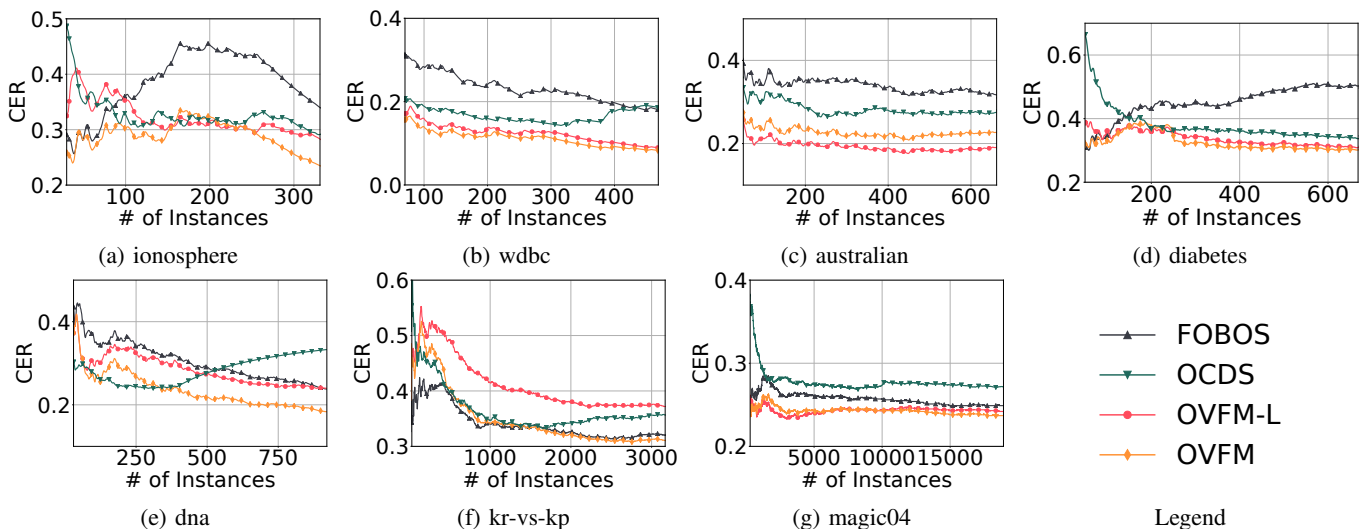 0.5
0.4
0.3
0.2
CER
100
200
300
# of Instances
(a) ionosphere
0.4
0.2
0.0
CER
100
200
300
400
# of Instances
(b) wdbc
0.4
0.2
CER
200
400
600
# of Instances
(c) australian
0.6
0.4
0.2
CER
200
400
600
# of Instances
(d) diabetes
0.4
0.2
CER
250
500
750
# of Instances
(e) dna
0.6
0.5
0.4
0.3
CER
1000
2000
3000
# of Instances
(f) kr-vs-kp
0.4
0.3
0.2
CER
5000
10000
15000
# of Instances
(g) magic04
FOBOS
OCDS
OVFM-L
OVFM
Legend